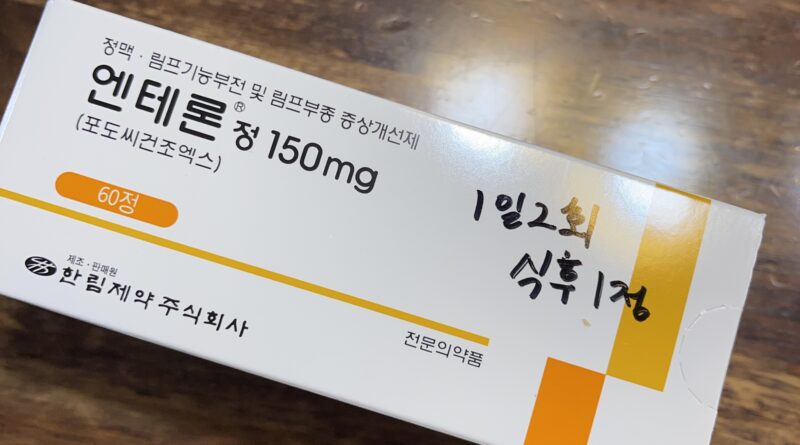 정맥 · 림프기능부전 및 림프부종 증상개선제
엔테론® 정 150mg
(포도씨건조엑스)
60정
제조 · 판매원
한림제약주식회사
전문의약품
1일2회
식후1정